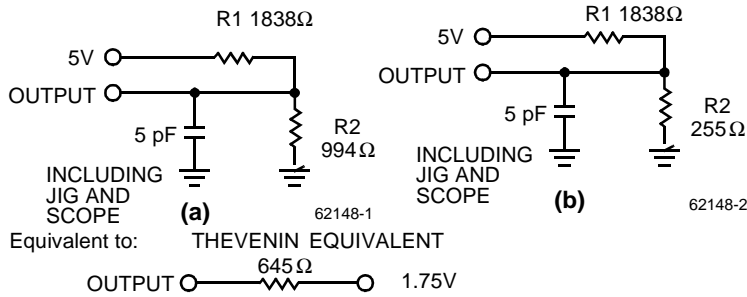 R1 1838Ω
5V
OUTPUT
5 pF
R2
994Ω
INCLUDING
JIG AND
SCOPE
(a)
62148-1
R1 1838Ω
5V
OUTPUT
5 pF
R2
255Ω
INCLUDING
JIG AND
SCOPE
(b)
62148-2
Equivalent to: THEVENIN EQUIVALENT
645Ω
OUTPUT 1.75V